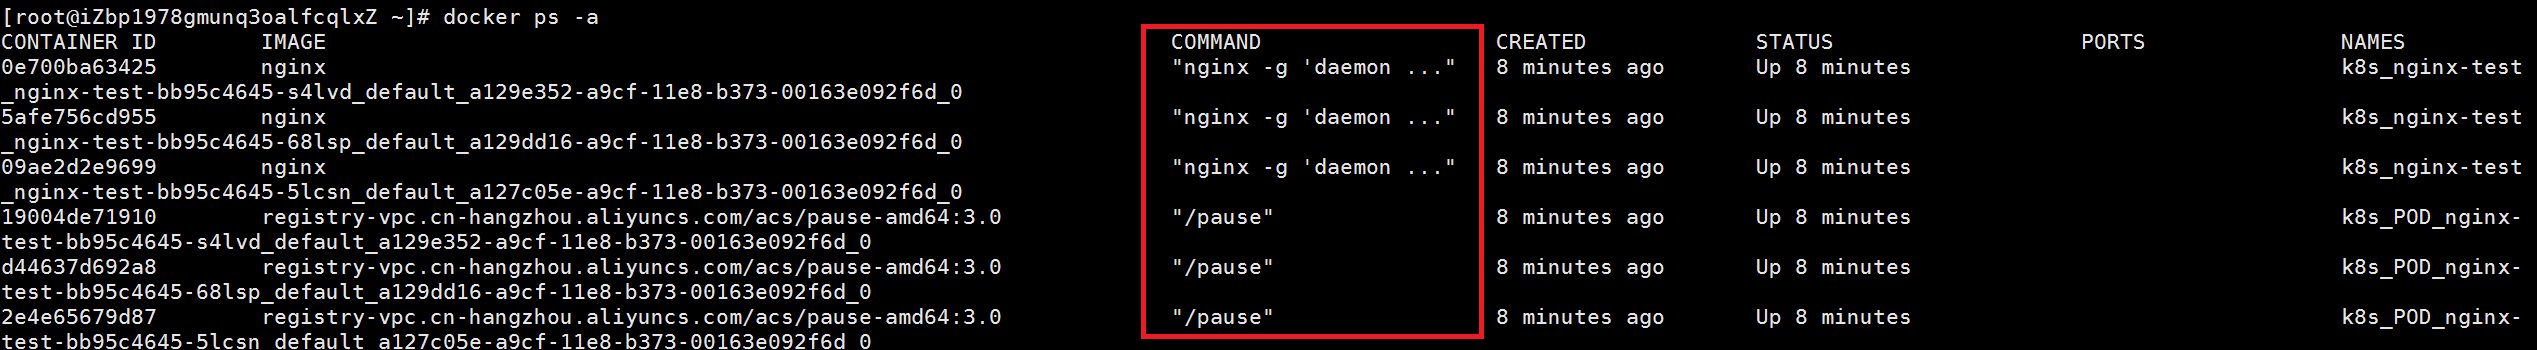 [root@iZbp1978gmunq3oalfcqlxZ ~]# docker ps -a
CONTAINER ID        IMAGE                                                                 COMMAND                  CREATED             STATUS                   PORTS               NAMES
0e700ba63425        nginx                                                                 "nginx -g 'daemon ..."   8 minutes ago       Up 8 minutes                                 k8s_nginx-test
_nginx-test-bb95c4645-s4lvd_default_a129e352-a9cf-11e8-b373-00163e092f6d_0
5afe756cd955        nginx                                                                 "nginx -g 'daemon ..."   8 minutes ago       Up 8 minutes                                 k8s_nginx-test
_nginx-test-bb95c4645-68lsp_default_a129dd16-a9cf-11e8-b373-00163e092f6d_0
09ae2d2e9699        nginx                                                                 "nginx -g 'daemon ..."   8 minutes ago       Up 8 minutes                                 k8s_nginx-test
_nginx-test-bb95c4645-5lcsn_default_a127c05e-a9cf-11e8-b373-00163e092f6d_0
19004de71910        registry-vpc.cn-hangzhou.aliyuncs.com/acs/pause-amd64:3.0             "/pause"                 8 minutes ago       Up 8 minutes                                 k8s_POD_nginx-
test-bb95c4645-s4lvd_default_a129e352-a9cf-11e8-b373-00163e092f6d_0
d44637d692a8        registry-vpc.cn-hangzhou.aliyuncs.com/acs/pause-amd64:3.0             "/pause"                 8 minutes ago       Up 8 minutes                                 k8s_POD_nginx-
test-bb95c4645-68lsp_default_a129dd16-a9cf-11e8-b373-00163e092f6d_0
2e4e65679d87        registry-vpc.cn-hangzhou.aliyuncs.com/acs/pause-amd64:3.0             "/pause"                 8 minutes ago       Up 8 minutes                                 k8s_POD_nginx-
test-bb95c4645-5lcsn_default_a127c05e-a9cf-11e8-b373-00163e092f6d_0